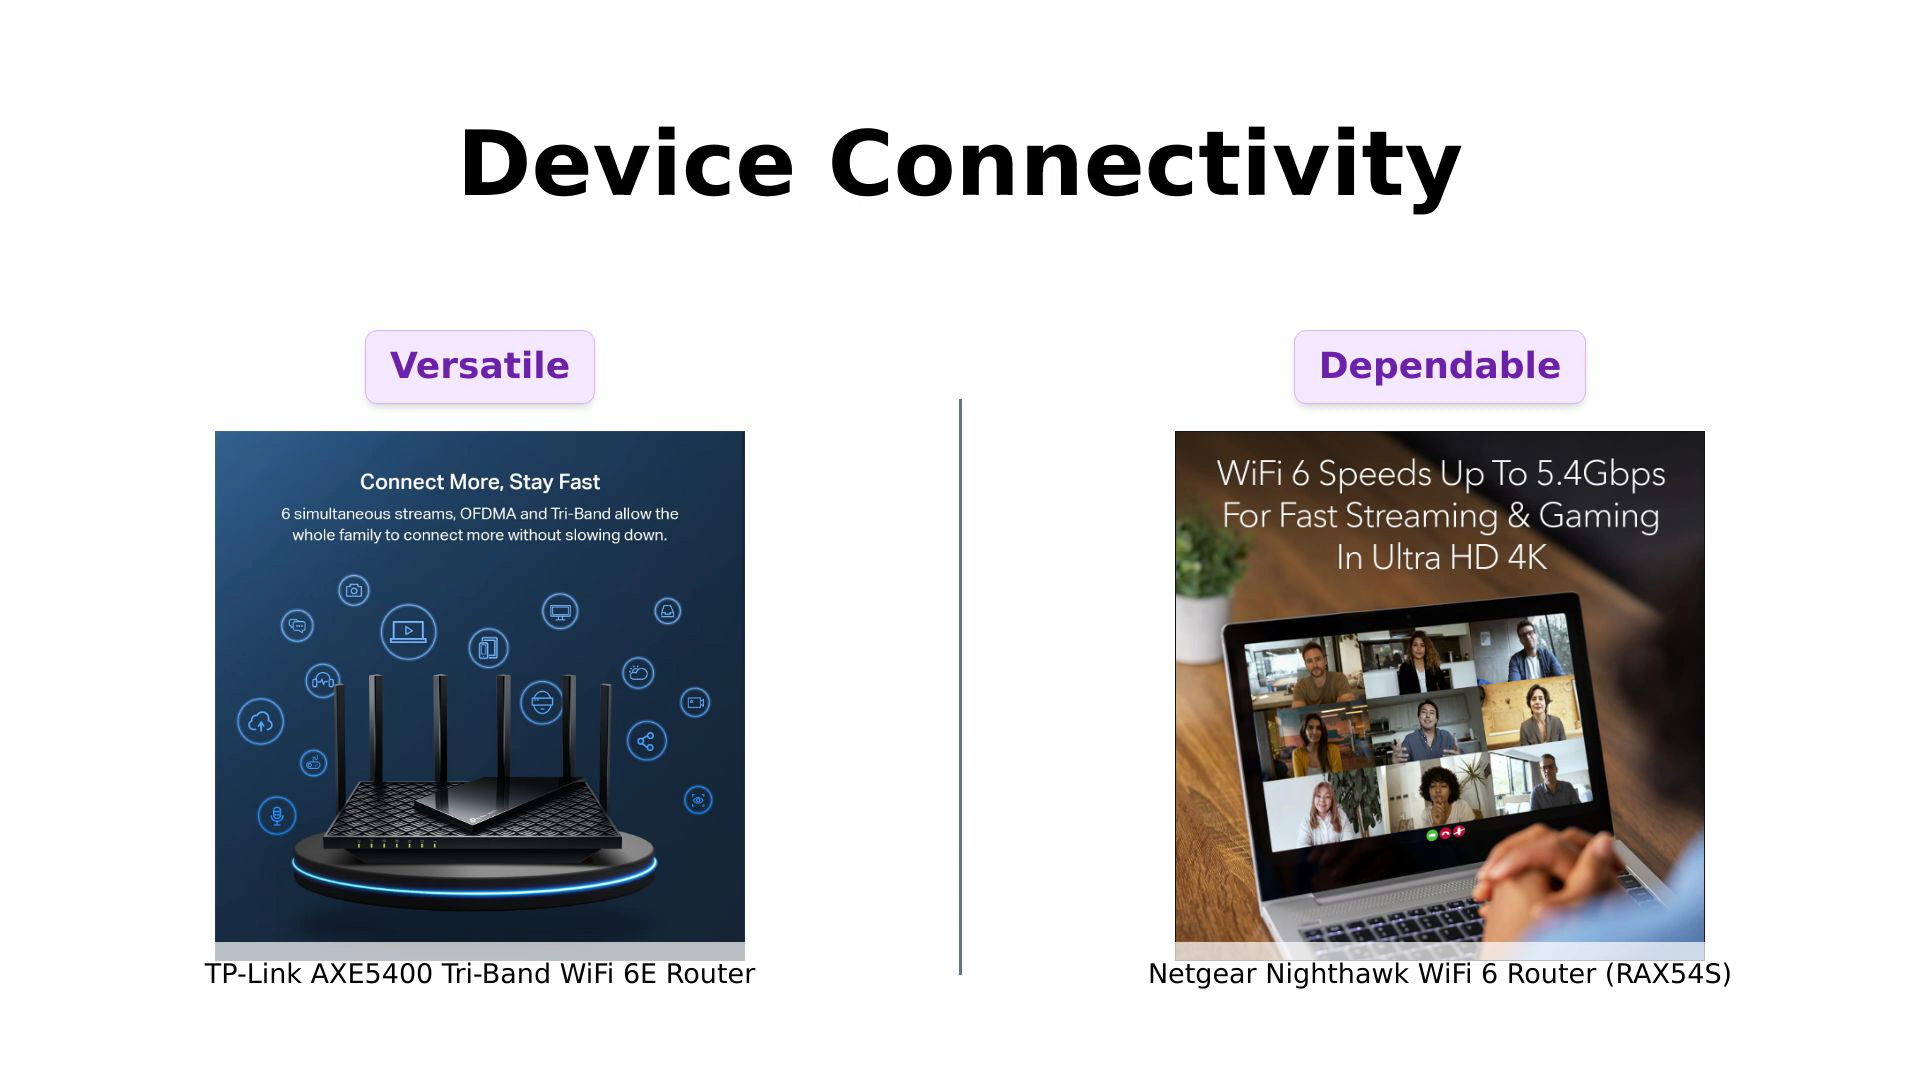 Device Connectivity
Versatile
Connect More, Stay Fast
6 simultaneous streams, OFDMA and Tri-Band allow the
whole family to connect more without slowing down.
TP-Link AXE5400 Tri-Band WiFi 6E Router
Dependable
WiFi 6 Speeds Up To 5.4Gbps
For Fast Streaming & Gaming
In Ultra HD 4K
Netgear Nighthawk WiFi 6 Router (RAX54S)